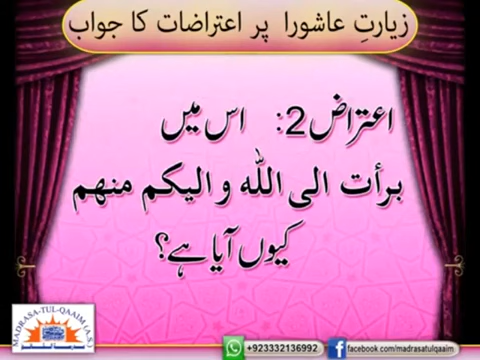 زیارتِ عاشورا پر اعتراضات کا جواب
اعتراض 2: اس میں
برأت الی اللہ و الیکم منھم
کیوں آیا ہے؟
MADRASA-TUL-QAAIM (A.S.)
+923332136992
facebook.com/madrasatulqaaim